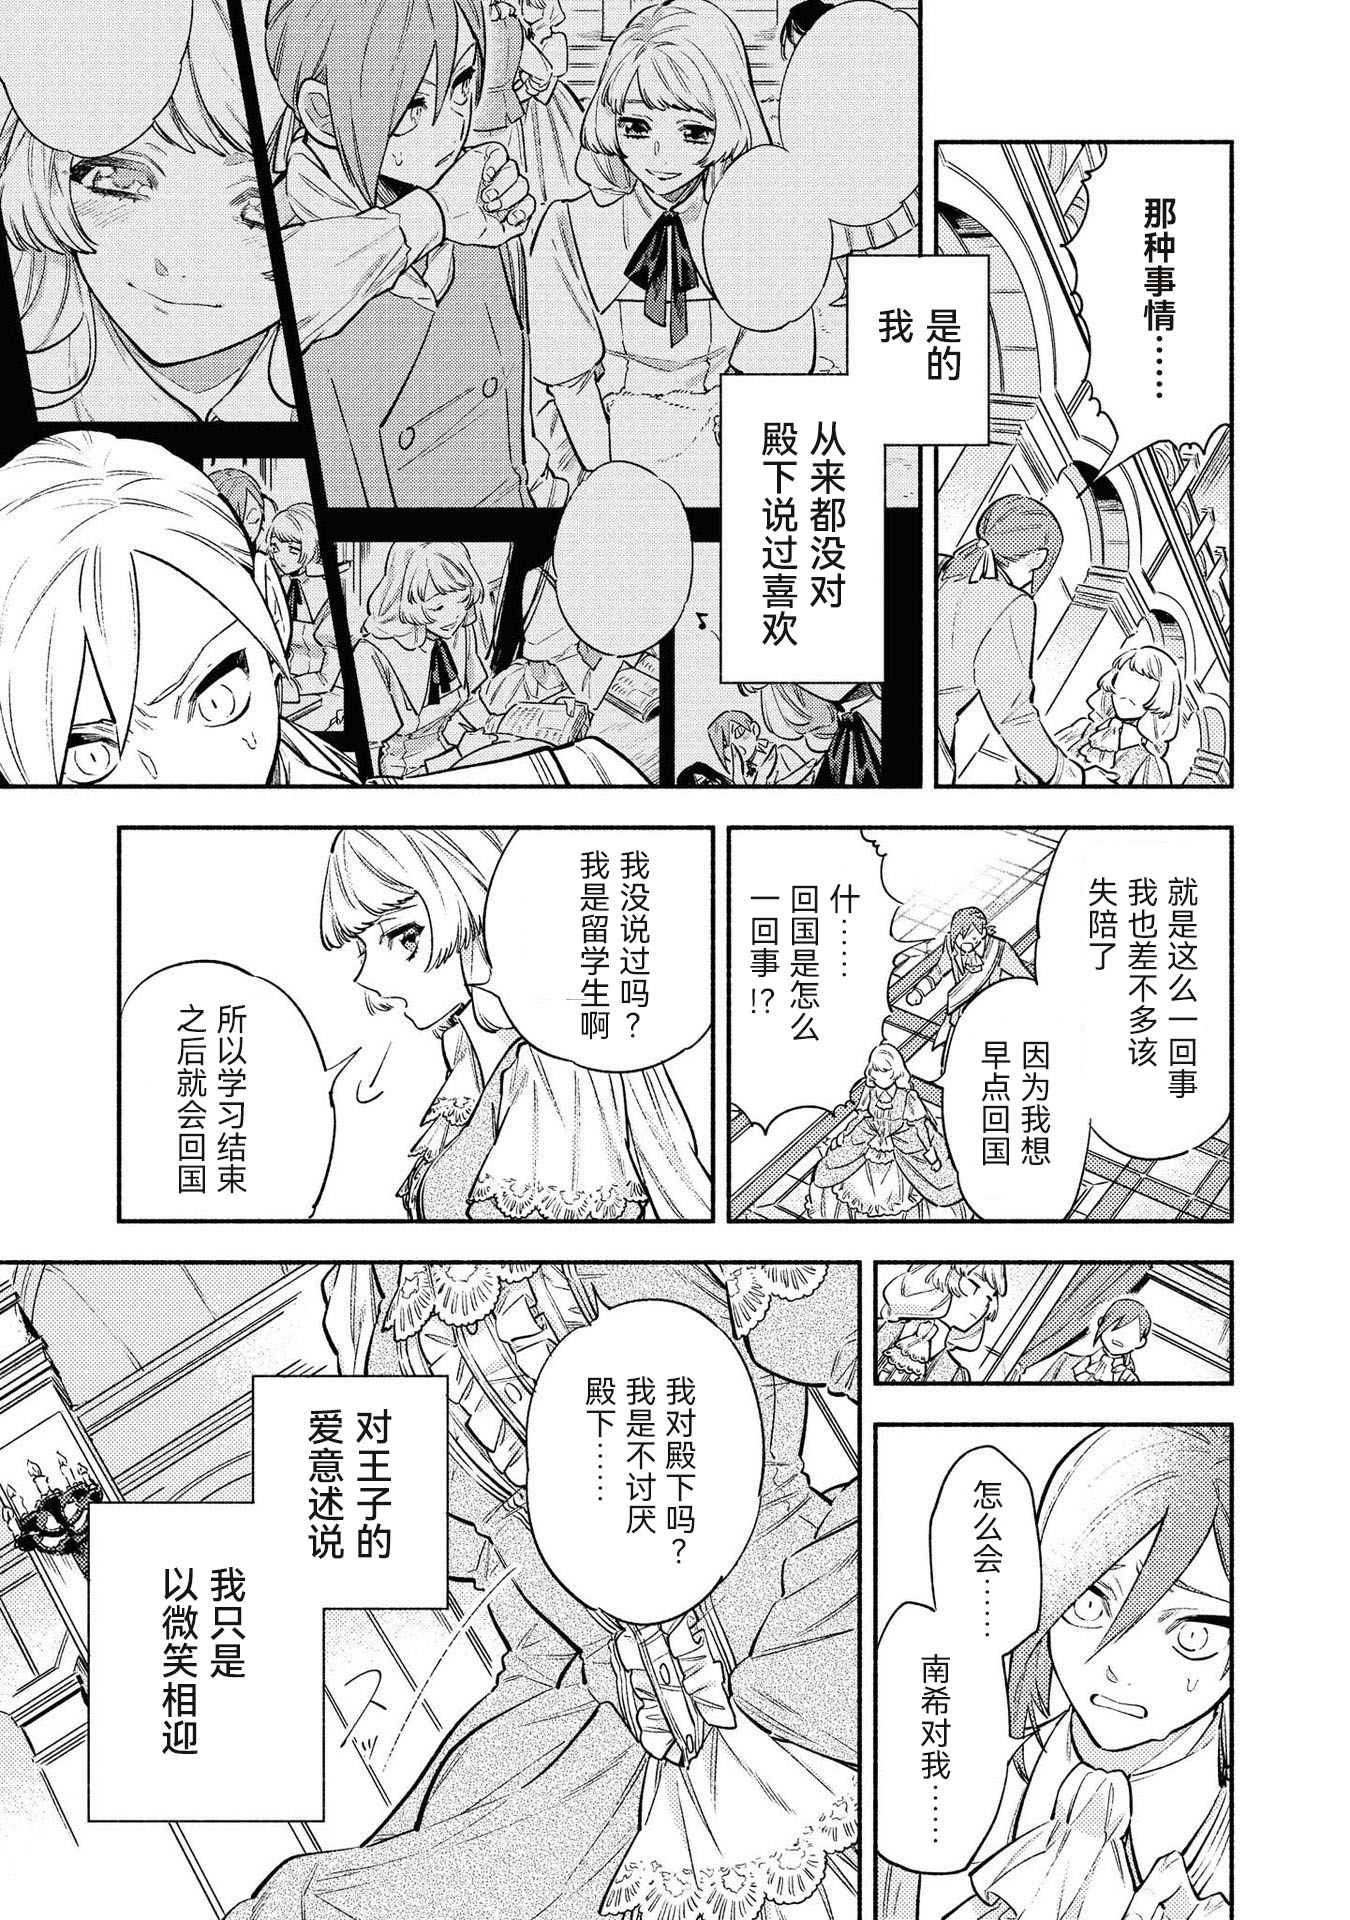 那种事情……
是的
我
从来都没对
殿下说过喜欢
就是这么一回事
我也差不多该
失陪了
因为我想
早点回国
什……
回国是怎么
一回事!?
我没说过吗？
我是留学生啊
所以学习结束
之后就会回国
怎么会……
南希对我……
我对殿下吗？
我是不讨厌
殿下……
对王子的
爱意述说
我只是
以微笑相迎